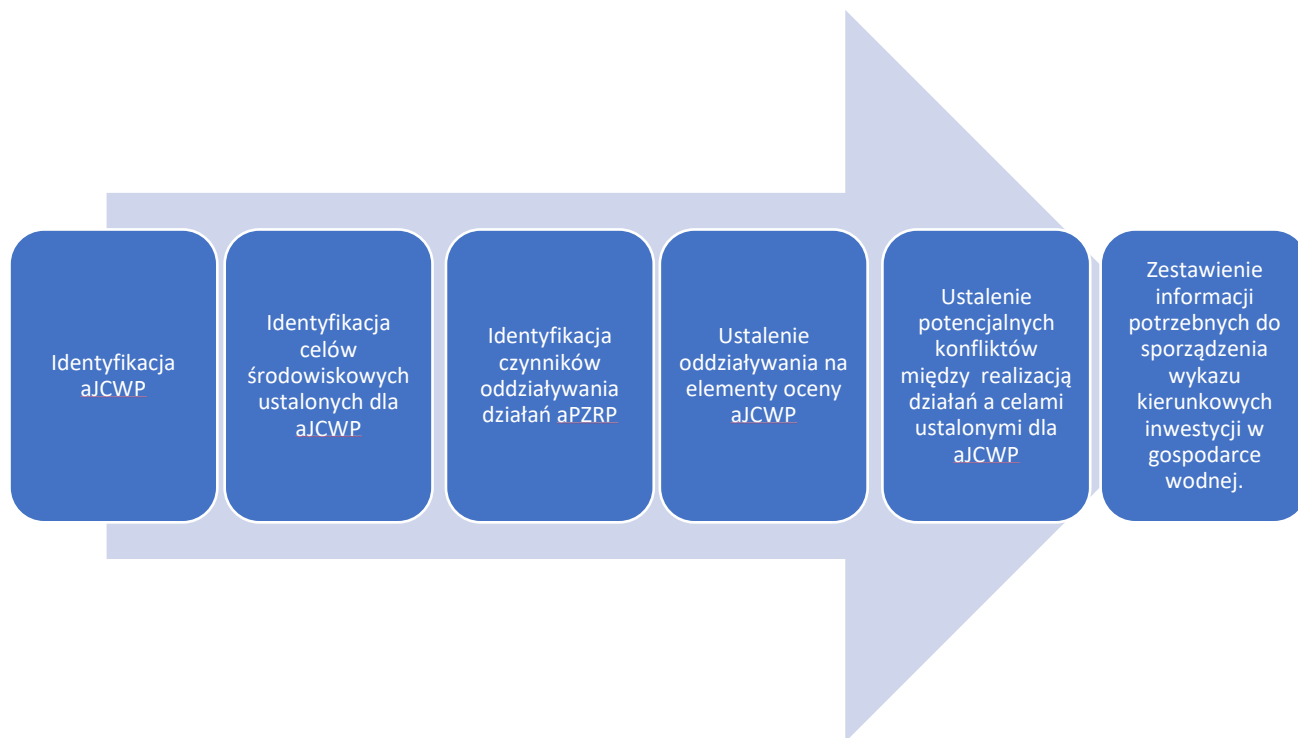 Identyfikacja
aJCWP
Identyfikacja
celów
środowiskowych
ustalonych dla
aJCWP
Identyfikacja
czynników
oddziaływania
działań aPZRP
Ustalenie
oddziaływania na
elementy oceny
aJCWP
Ustalenie
potencjalnych
konfliktów
między realizacją
działań a celami
ustalonymi dla
aJCWP
Zestawienie
informacji
potrzebnych do
sporządzenia
wykazu
kierunkowych
inwestycji w
gospodarce
wodnej.